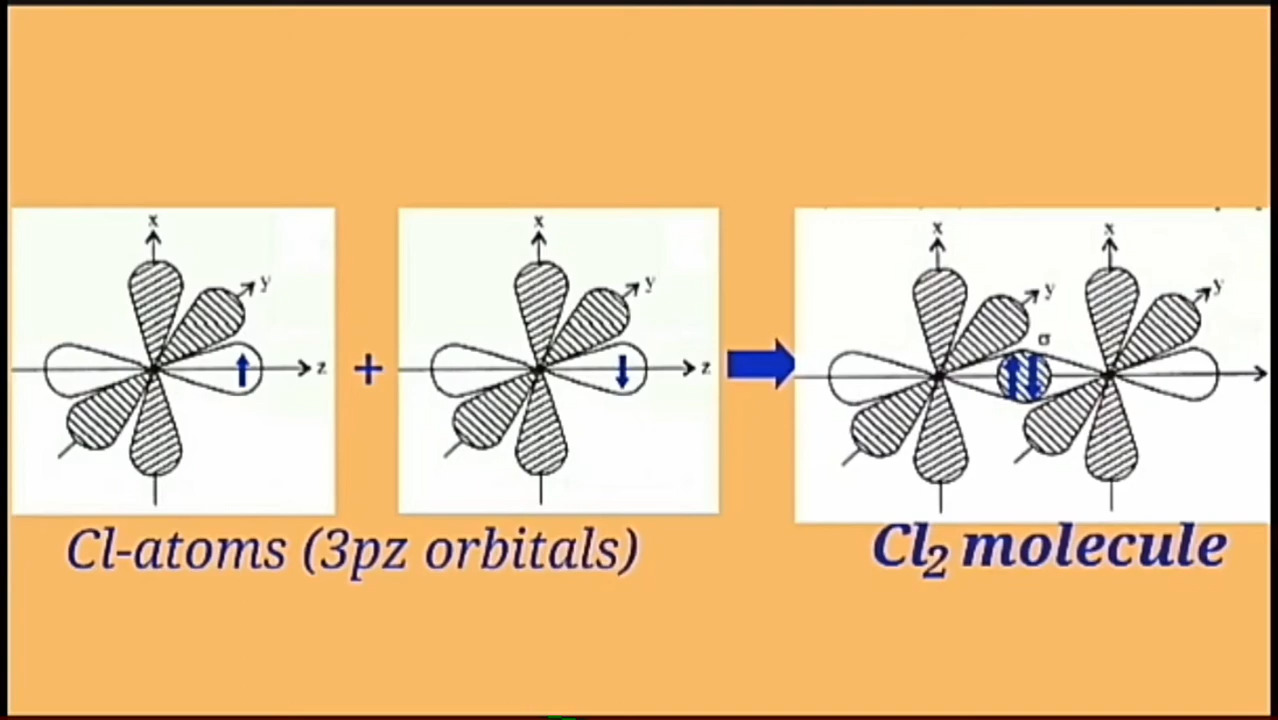 x
y
z
+
x
y
z
x
y
σ
x
y
Cl-atoms (3pz orbitals)
Cl₂ molecule